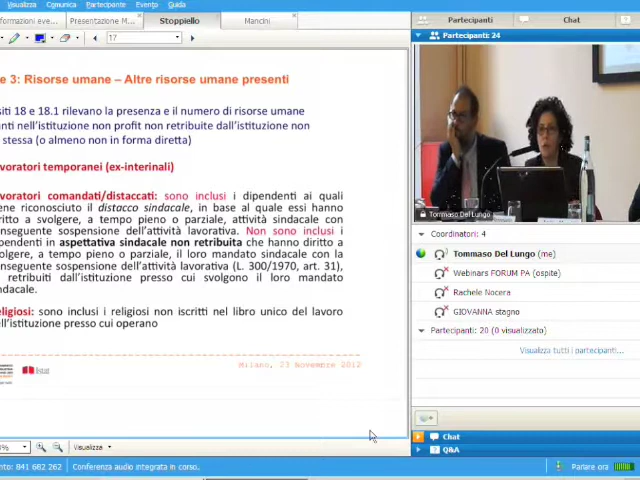 Visualizza Comunica Partecipante Evento Guida
formazioni eve... Presentazione M... Stoppiello Mancini
Partecipanti Chat
17
Partecipanti: 24
e 3: Risorse umane – Altre risorse umane presenti
siti 18 e 18.1 rilevano la presenza e il numero di risorse umane
nti nell'istituzione non profit non retribuite dall'istituzione non
stessa (o almeno non in forma diretta)
voratori temporanei (ex-interinali)
voratori comandati/distaccati: sono inclusi i dipendenti ai quali
ene riconosciuto il distacco sindacale, in base al quale essi hanno
ritto a svolgere, a tempo pieno o parziale, attività sindacale con
nseguente sospensione dell'attività lavorativa. Non sono inclusi i
pendenti in aspettativa sindacale non retribuita che hanno diritto a
olgere, a tempo pieno o parziale, il loro mandato sindacale con
nseguente sospensione dell'attività lavorativa (L. 300/1970, art. 31),
retribuiti dall'istituzione presso cui svolgono il loro mandato
ndacale.
ligiosi: sono inclusi i religiosi non iscritti nel libro unico del lavoro
ell'istituzione presso cui operano
Milano, 23 Novembre 2012
Istat
Tommaso Del Lungo
Coordinatori: 4
Tommaso Del Lungo (me)
Webinars FORUM PA (ospite)
Rachele Nocera
GIOVANNA stagno
Partecipanti: 20 (0 visualizzato)
Visualizza tutti i partecipanti...
Chat
Q&A
% Visualizza
nto: 841 682 262 Conferenza audio integrata in corso.
Parlare ora